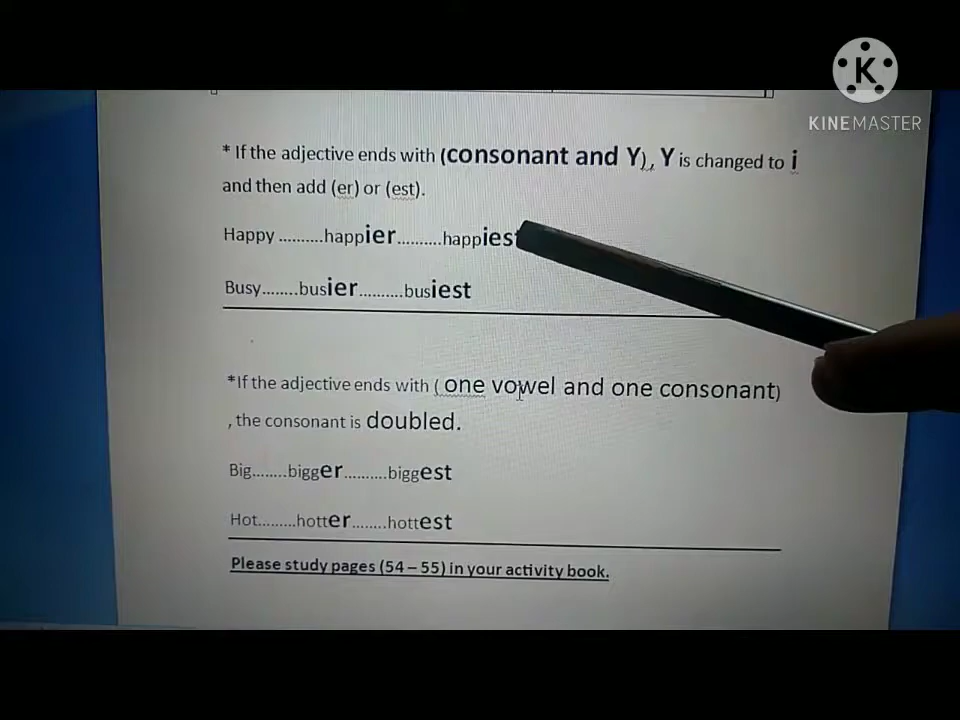 K
KINEMASTER
* If the adjective ends with (consonant and Y), Y is changed to i
and then add (er) or (est).
Happy ..........happier..........happiest
Busy........busier..........busiest
*If the adjective ends with ( one vowel and one consonant)
, the consonant is doubled.
Big........bigger..........biggest
Hot.........hotter........hottest
Please study pages (54 – 55) in your activity book.